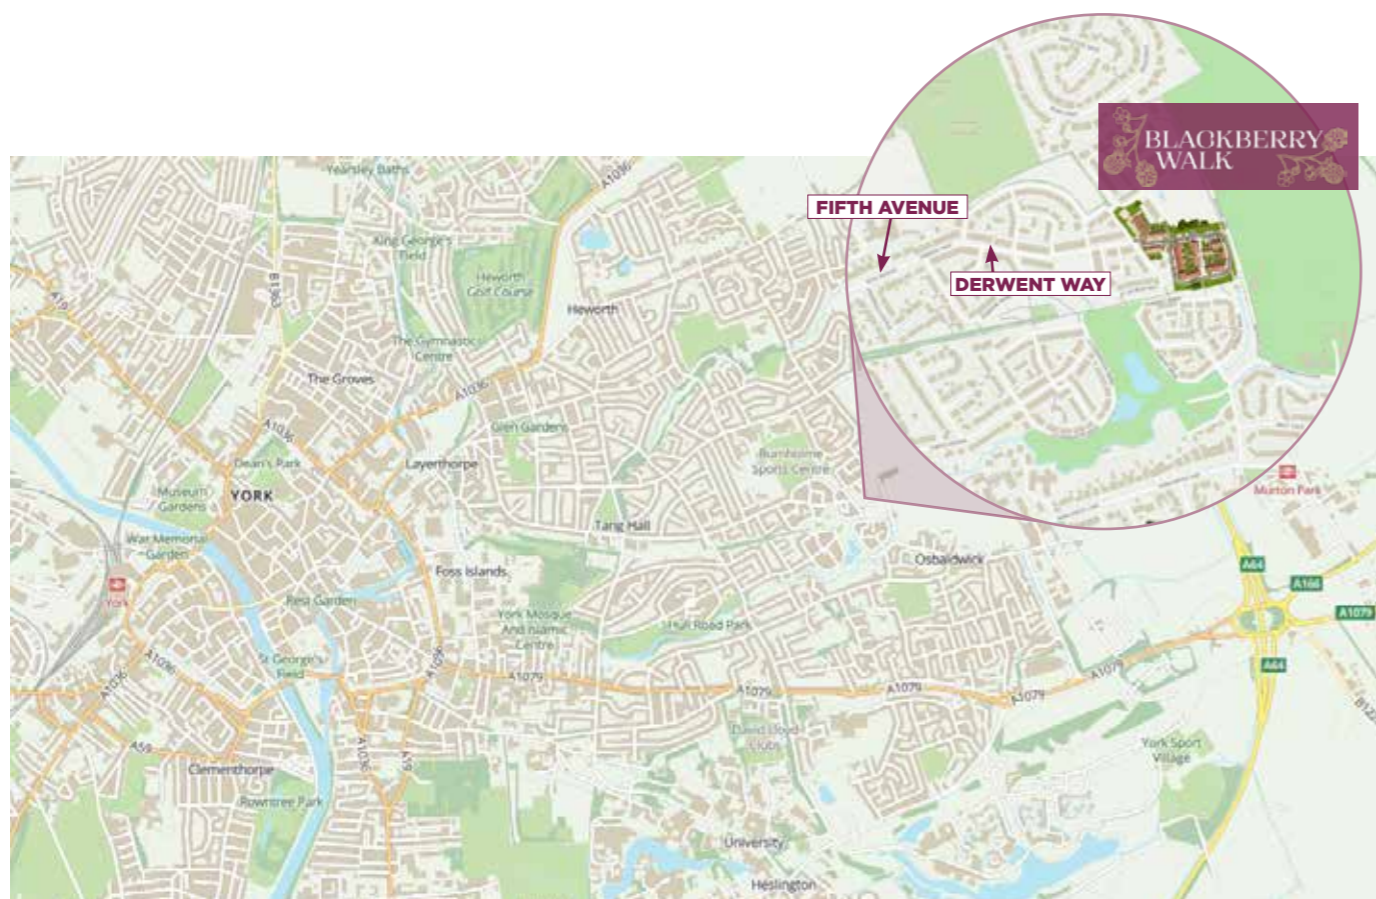 BLACKBERRY
WALK
FIFTH AVENUE
DERWENT WAY
Yearsley Baths
A1036
King George's
Field
B1363
Heworth
Golf Course
A19
Heworth
The Gymnastic
Centre
The Groves
A1036
Glen Gardens
A1036
Layerthorpe
Burnholme
Sports Centre
Dean's Park
Museum
Gardens
YORK
Murton Park
Tang Hall
War Memorial
Garden
Osbaldwick
A64
Foss Islands
A166
York
Rest Garden
York Mosque
And Islamic
Centre
A1079
Hull Road Park
St George's
Field
A1036
A1036
A1036
A1079
A1079
A1079
A1079
A1079
A64
David Lloyd
Clubs
York Sport
Village
A59
A1036
A59
Clementhorpe
Rowntree Park
University
Heslington